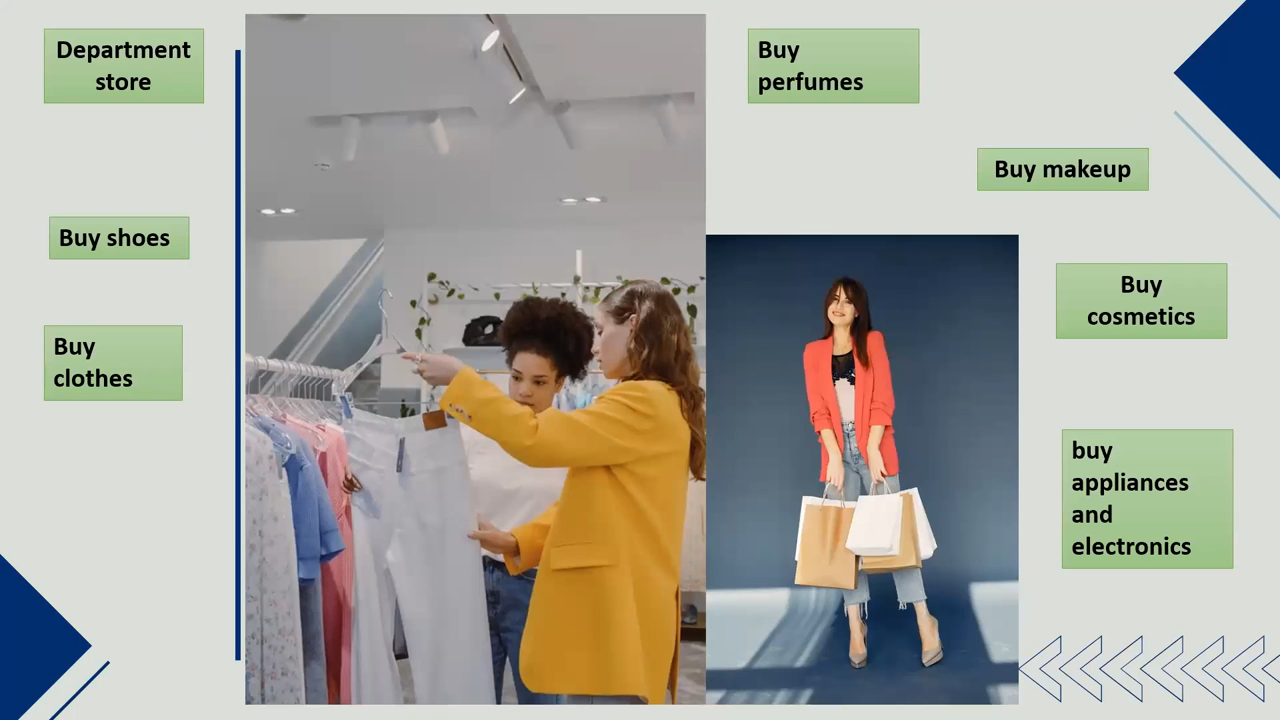 Department
store
Buy shoes
Buy
clothes
Buy
perfumes
Buy makeup
Buy
cosmetics
buy
appliances
and
electronics